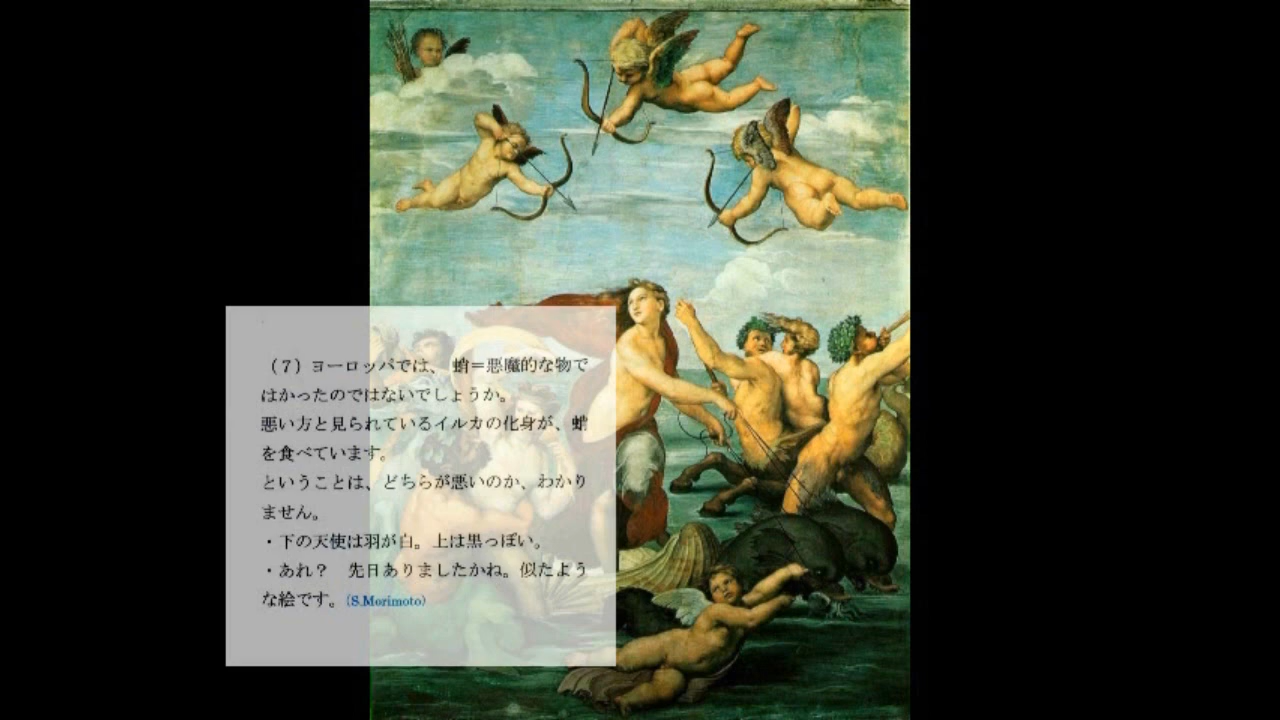 (7) ヨーロッパでは、 蛸=悪魔的な物で
はかったのではないでしょうか。
悪い方と見られているイルカの化身が、蛸
を食べています。
ということは、どちらが悪いのか、わかり
ません。
・下の天使は羽が白。上は黒っぽい。
・あれ? 先日ありましたかね。似たよう
な絵です。(S.Morimoto)